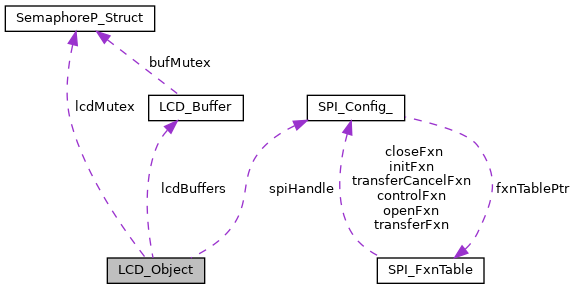 SemaphoreP_Struct
bufMutex
lcdMutex
LCD_Buffer
SPI_Config_
closeFxn
initFxn
transferCancelFxn
controlFxn
openFxn
transferFxn
lcdBuffers
spiHandle
fxnTablePtr
LCD_Object
SPI_FxnTable